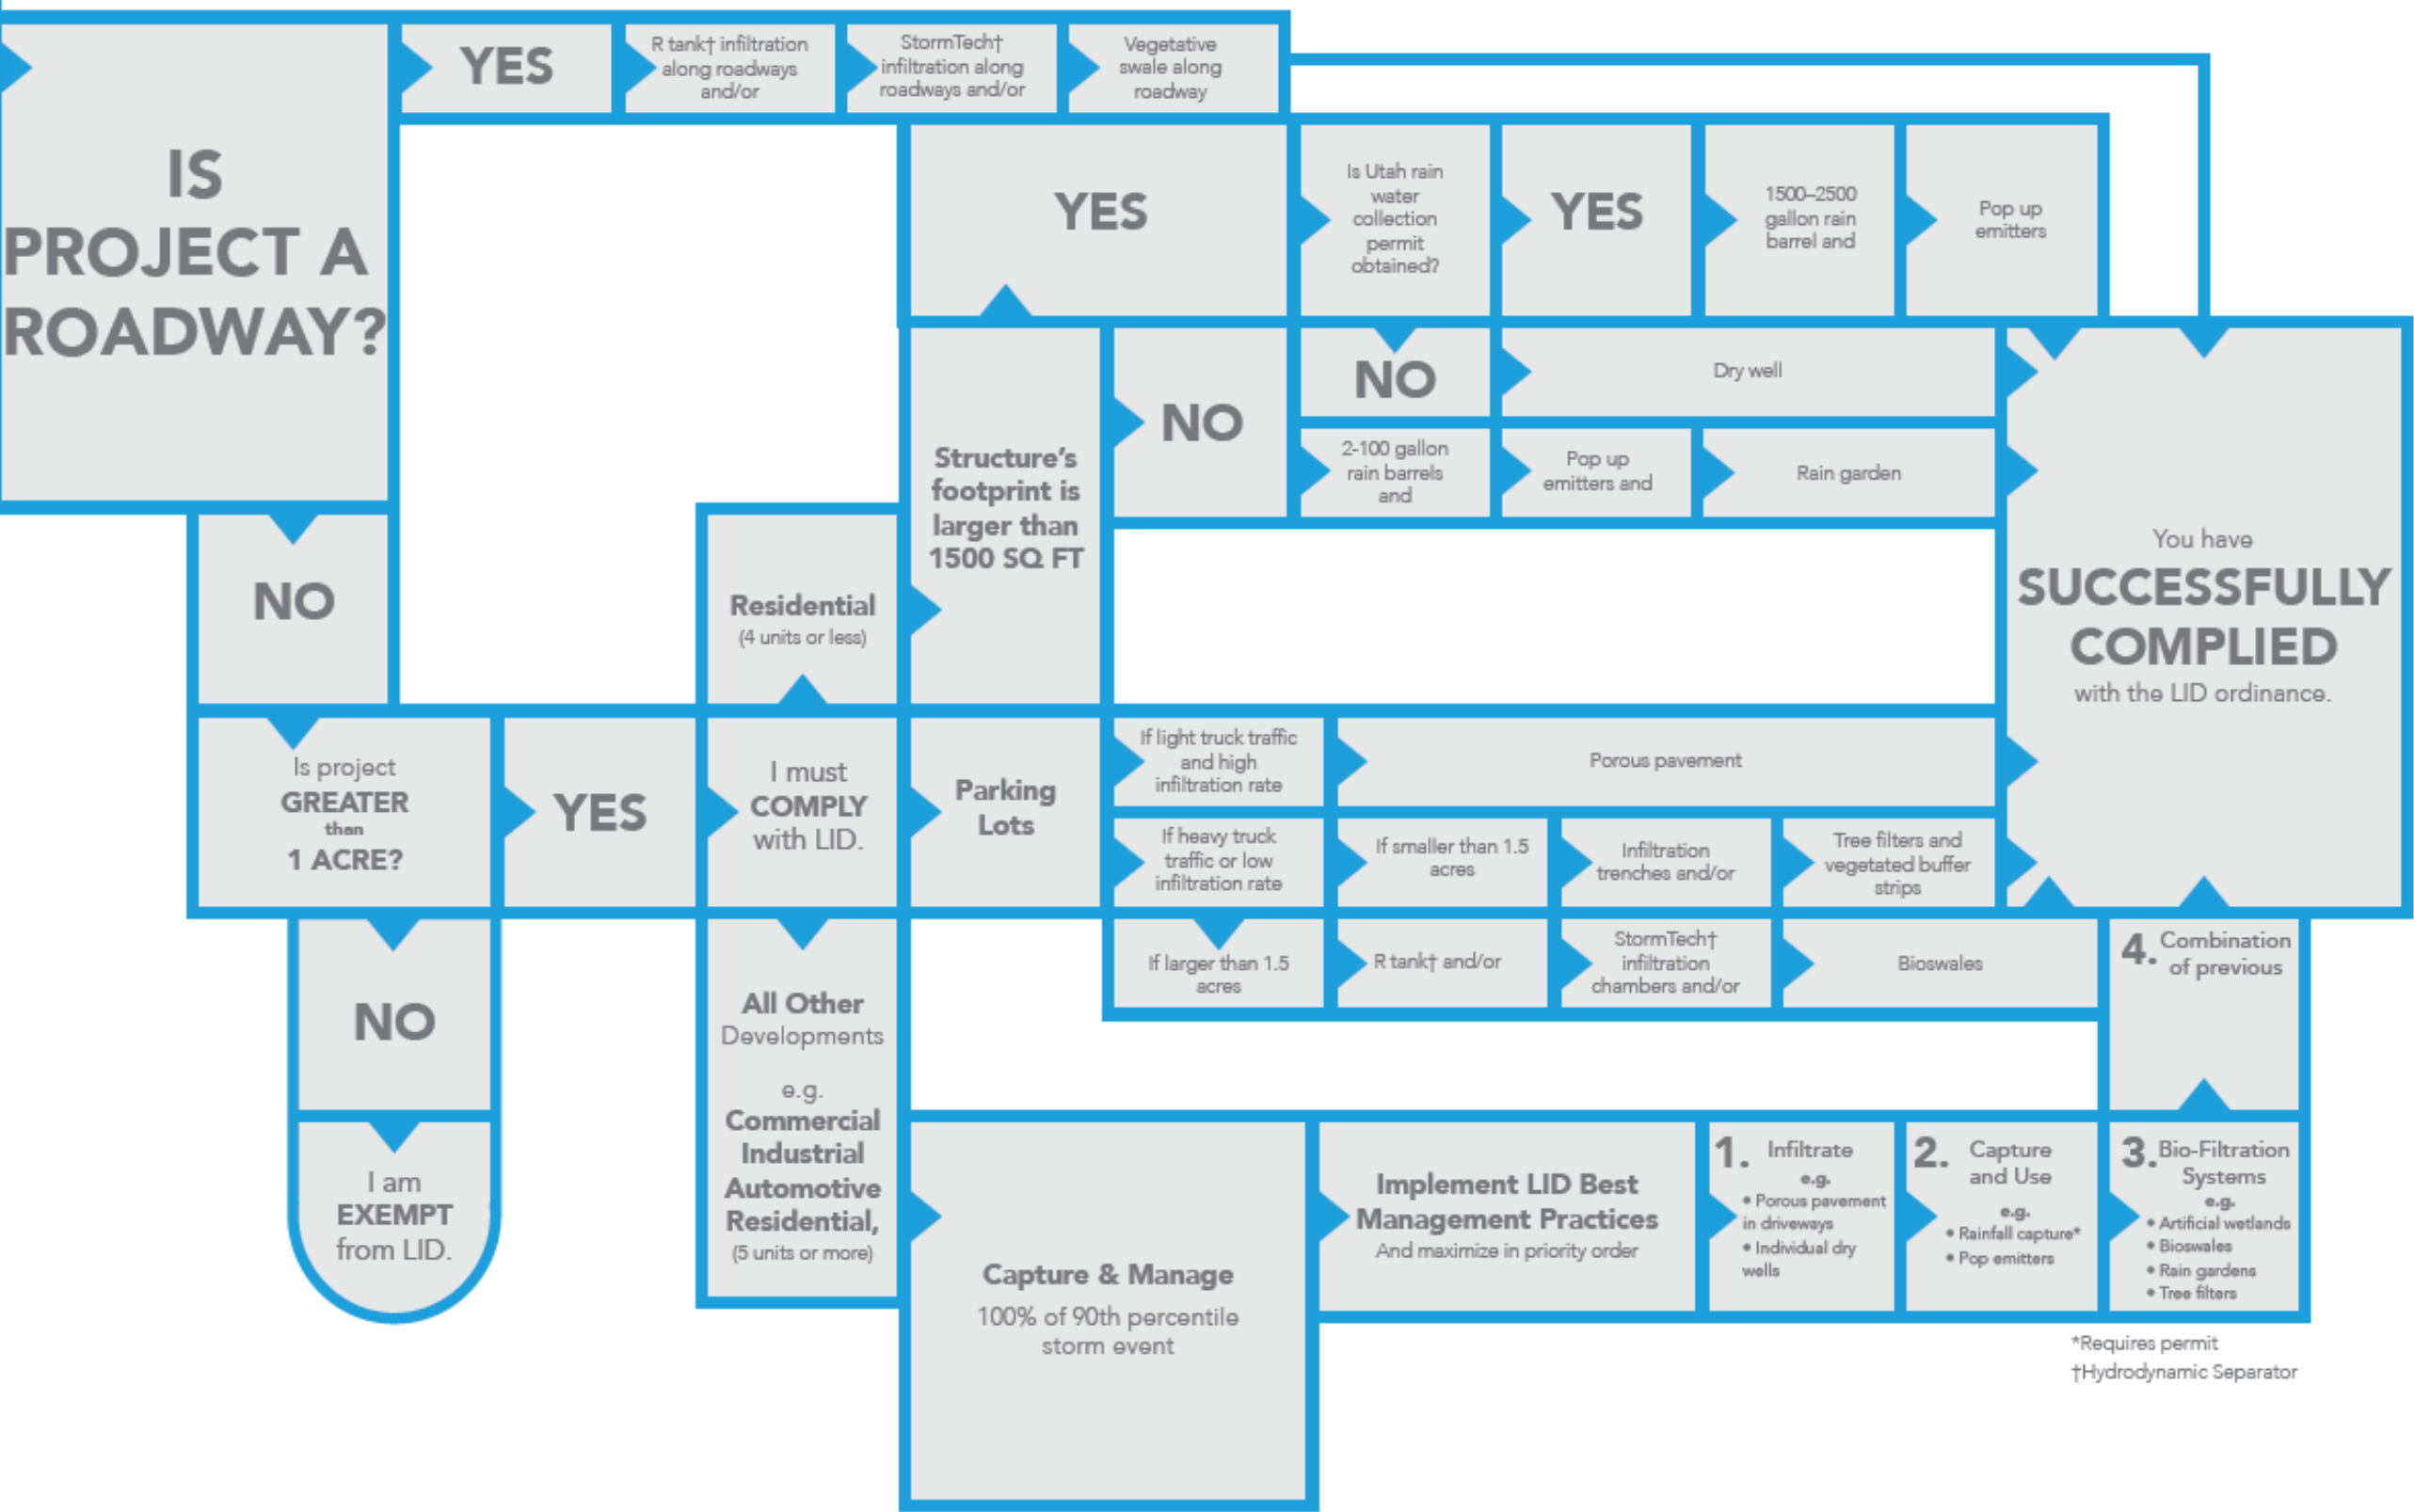 IS
PROJECT A
ROADWAY?
YES
R tank† infiltration
along roadways
and/or
StormTech†
infiltration along
roadways and/or
Vegetative
swale along
roadway
YES
Is Utah rain
water
collection
permit
obtained?
YES
1500–2500
gallon rain
barrel and
Pop up
emitters
Structure's
footprint is
larger than
1500 SQ FT
NO
NO
Dry well
2-100 gallon
rain barrels
and
Pop up
emitters and
Rain garden
You have
SUCCESSFULLY
COMPLIED
with the LID ordinance.
NO
Residential
(4 units or less)
Is project
GREATER
than
1 ACRE?
YES
I must
COMPLY
with LID.
Parking
Lots
If light truck traffic
and high
infiltration rate
Porous pavement
If heavy truck
traffic or low
infiltration rate
If smaller than 1.5
acres
Infiltration
trenches and/or
Tree filters and
vegetated buffer
strips
If larger than 1.5
acres
R tank† and/or
StormTech†
infiltration
chambers and/or
Bioswales
4. Combination
of previous
NO
I am
EXEMPT
from LID.
All Other
Developments
e.g.
Commercial
Industrial
Automotive
Residential,
(5 units or more)
Capture & Manage
100% of 90th percentile
storm event
Implement LID Best
Management Practices
And maximize in priority order
1. Infiltrate
e.g.
• Porous pavement
in driveways
• Individual dry
wells
2. Capture
and Use
e.g.
• Rainfall capture*
• Pop emitters
3. Bio-Filtration
Systems
e.g.
• Artificial wetlands
• Bioswales
• Rain gardens
• Tree filters
*Requires permit
†Hydrodynamic Separator